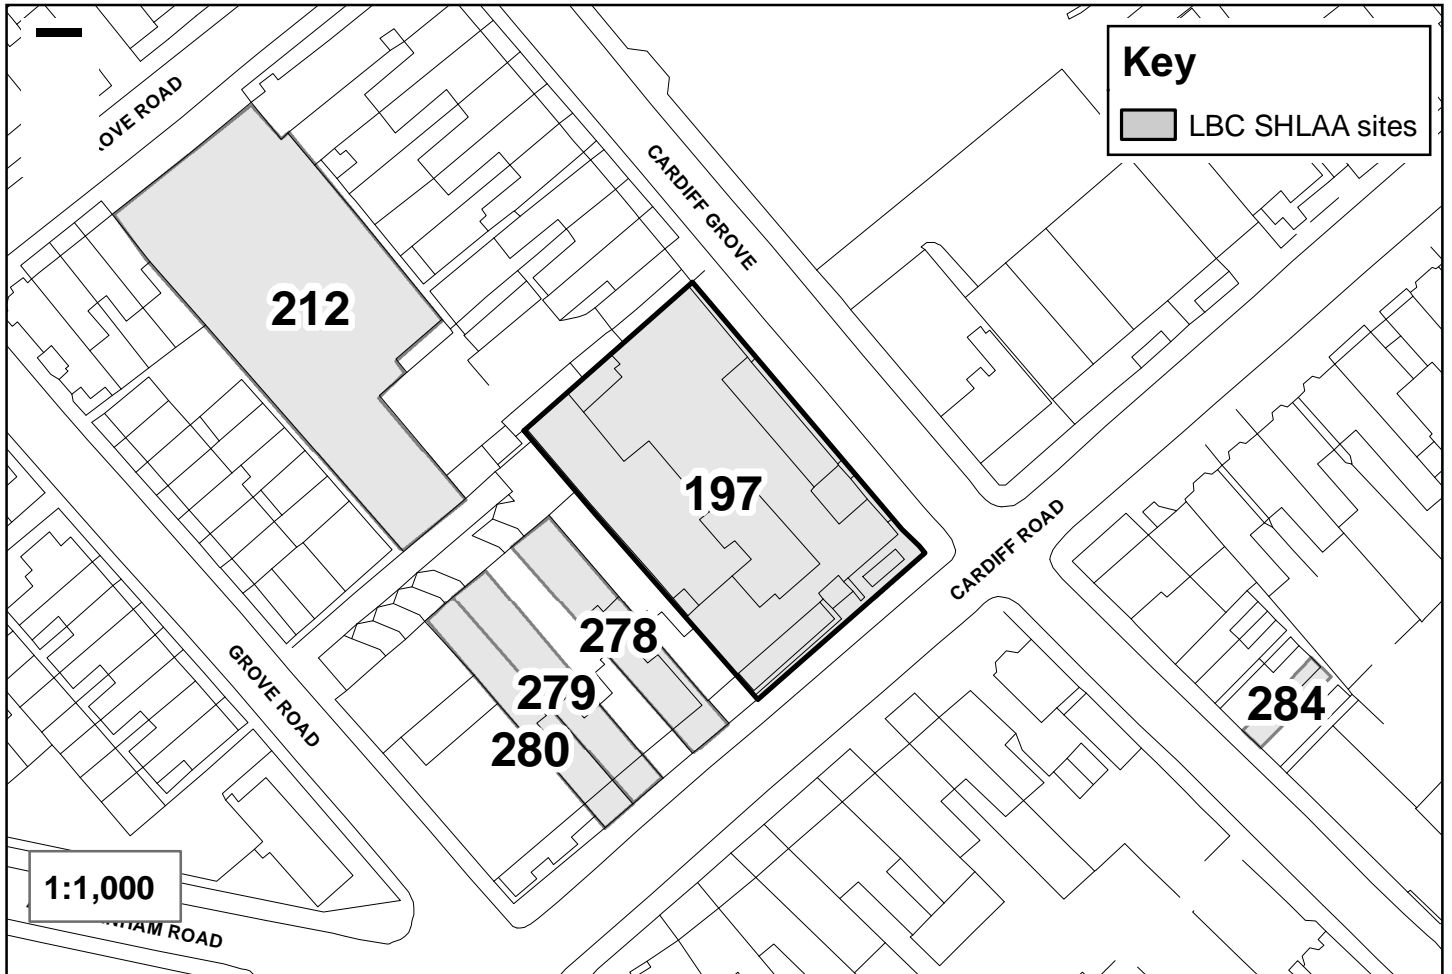 Key
LBC SHLAA sites
OVE ROAD
CARDIFF GROVE
212
197
CARDIFF ROAD
278
279
280
284
GROVE ROAD
1:1,000
NHAM ROAD